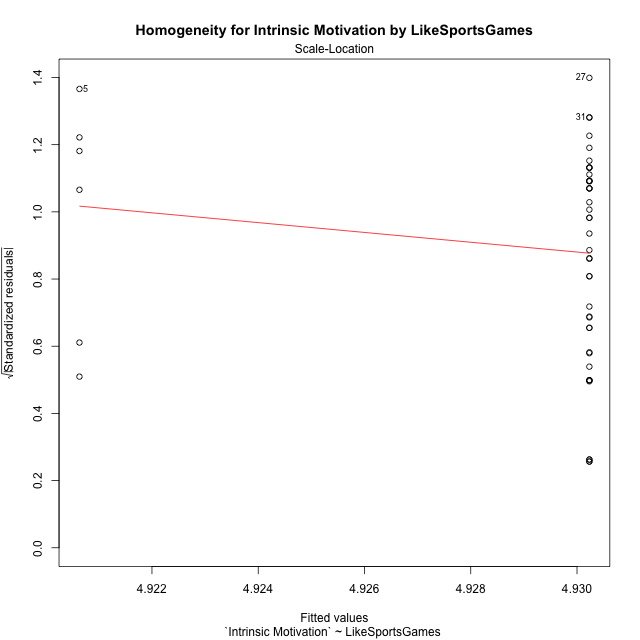 Homogeneity for Intrinsic Motivation by LikeSportsGames
Scale-Location
1.4
1.2
1.0
0.8
0.6
0.4
0.2
0.0
√|Standardized residuals|
5
27
31
4.922 4.924 4.926 4.928 4.930
Fitted values
`Intrinsic Motivation` ~ LikeSportsGames